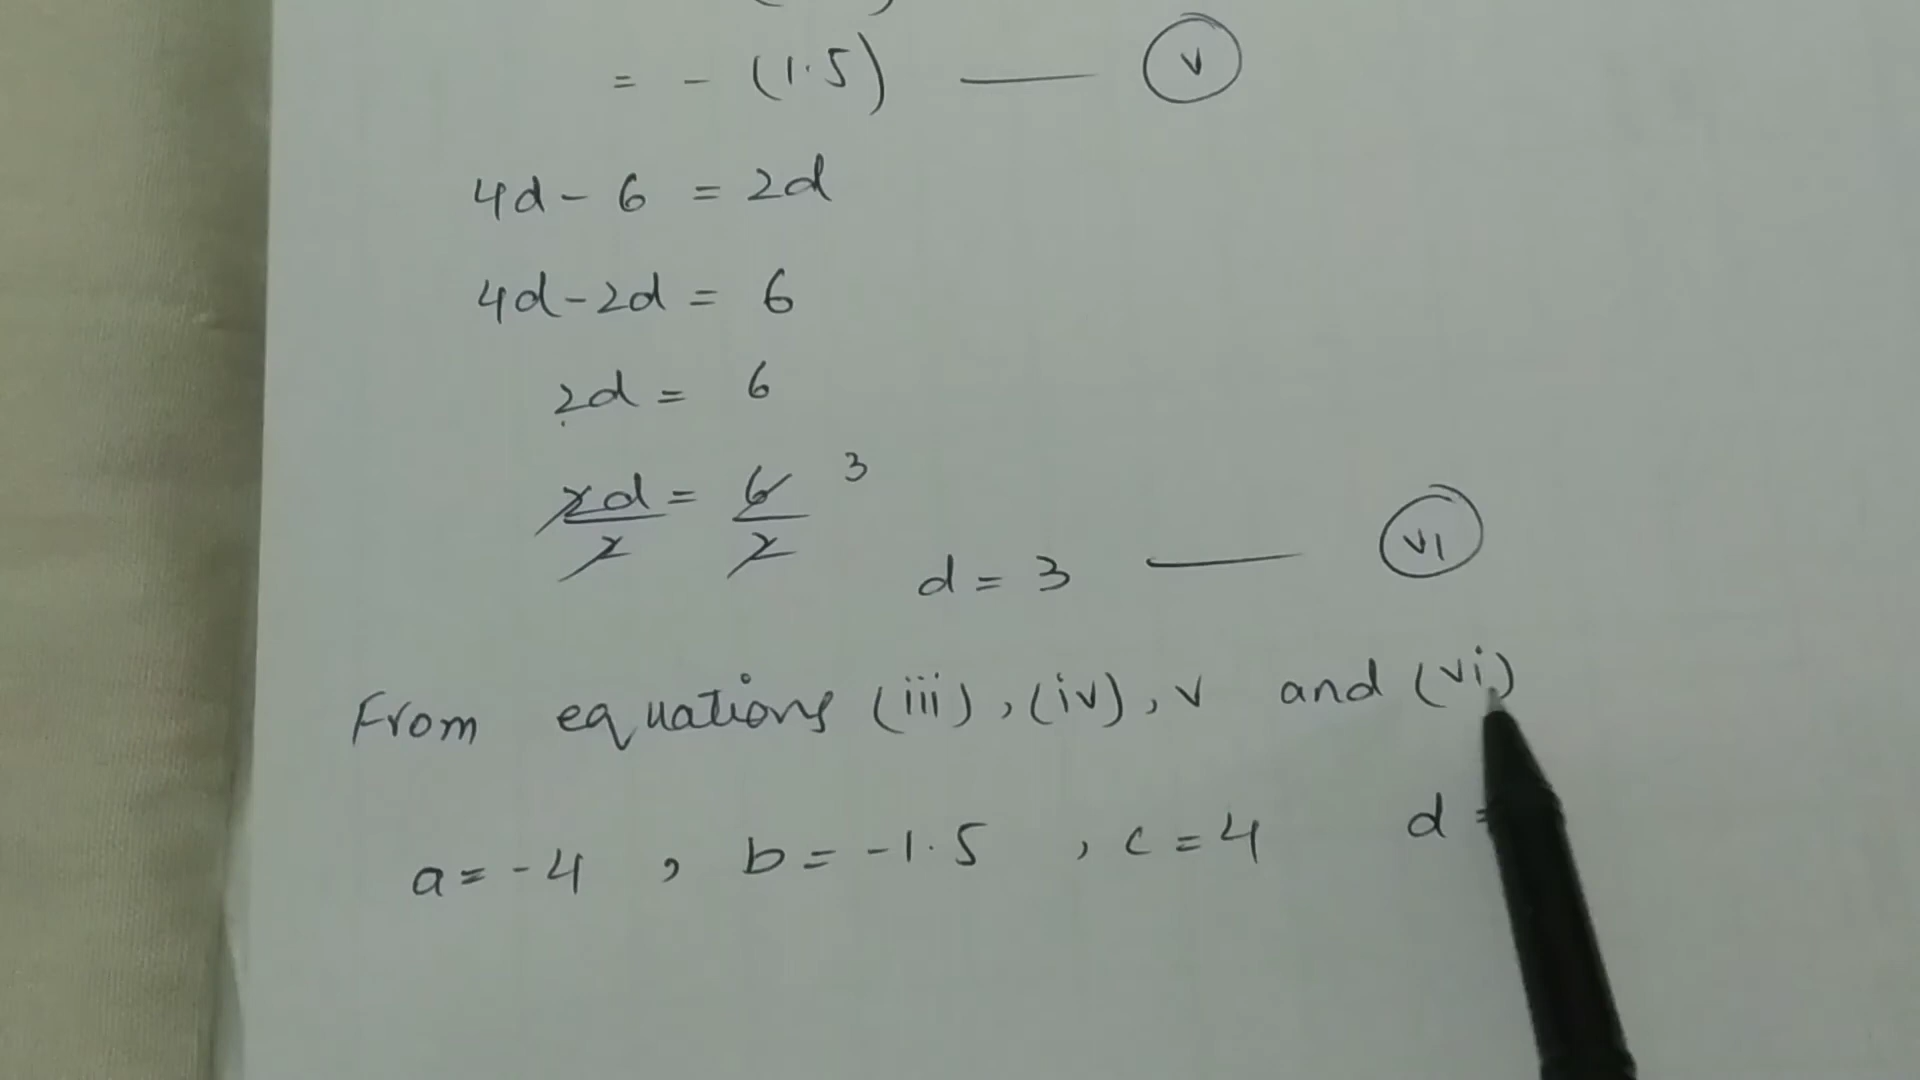 = - (1.5) — v
4d - 6 = 2d
4d - 2d = 6
2d = 6
2d/2 = 6/2 3
d = 3 — vi
From equations (iii), (iv), v and (vi)
a = -4 , b = -1.5 , c = 4 d =